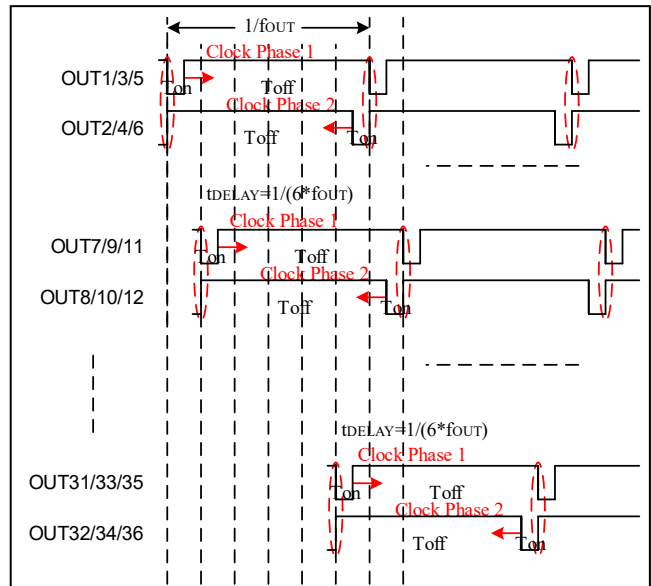 1/fOUT
Clock Phase 1
OUT1/3/5
Ton
Toff
Clock Phase 2
OUT2/4/6
Toff
Ton
tDELAY=1/(6*fOUT)
Clock Phase 1
OUT7/9/11
Ton
Toff
Clock Phase 2
OUT8/10/12
Toff
Ton
tDELAY=1/(6*fOUT)
Clock Phase 1
OUT31/33/35
Ton
Toff
Clock Phase 2
OUT32/34/36
Toff
Ton